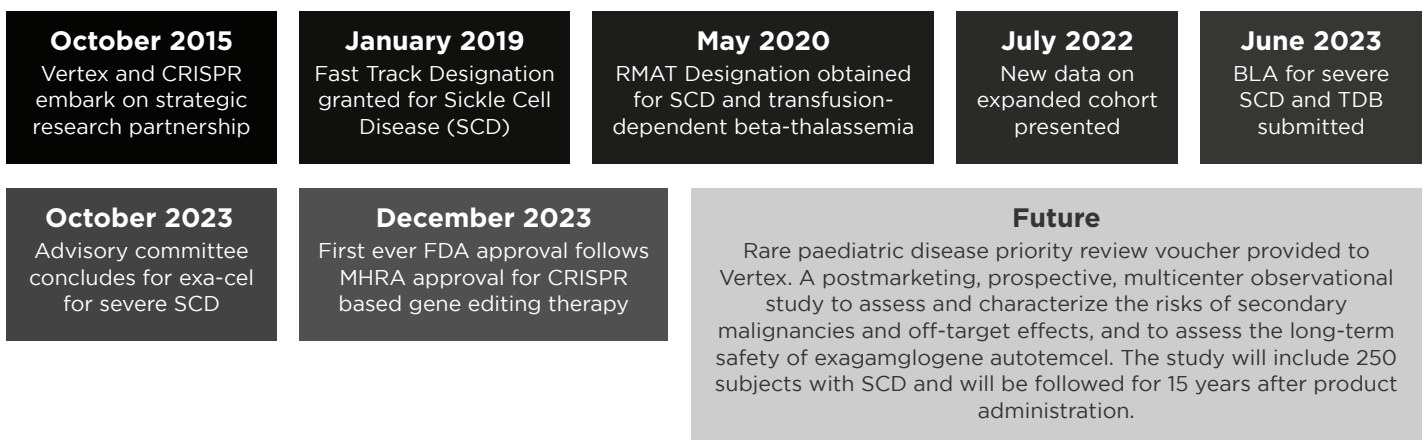 October 2015
Vertex and CRISPR
embark on strategic
research partnership
January 2019
Fast Track Designation
granted for Sickle Cell
Disease (SCD)
May 2020
RMAT Designation obtained
for SCD and transfusion-
dependent beta-thalassemia
July 2022
New data on
expanded cohort
presented
June 2023
BLA for severe
SCD and TDB
submitted
October 2023
Advisory committee
concludes for exa-cel
for severe SCD
December 2023
First ever FDA approval follows
MHRA approval for CRISPR
based gene editing therapy
Future
Rare paediatric disease priority review voucher provided to
Vertex. A postmarketing, prospective, multicenter observational
study to assess and characterize the risks of secondary
malignancies and off-target effects, and to assess the long-term
safety of exagamglogene autotemcel. The study will include 250
subjects with SCD and will be followed for 15 years after product
administration.